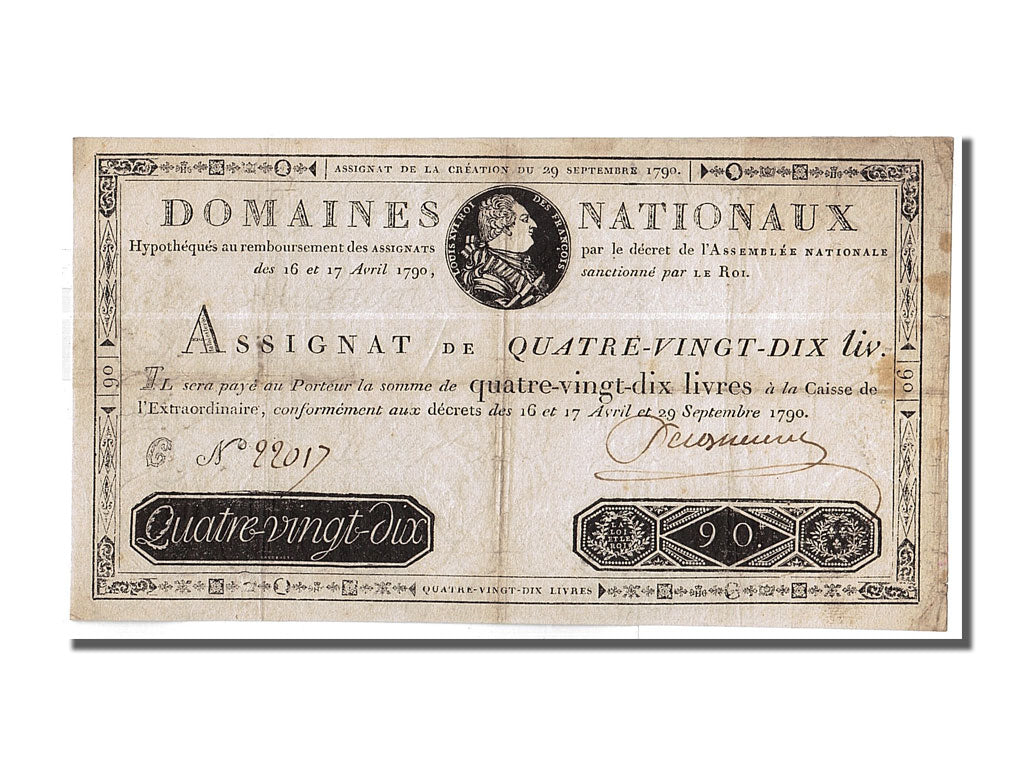 ASSIGNAT DE LA CRÉATION DU 29 SEPTEMBRE 1790.
DOMAINES NATIONAUX
LOUIS XVI ROI DES FRANÇOIS
Hypothéqués au remboursement des ASSIGNATS par le décret de l'ASSEMBLÉE NATIONALE
des 16 et 17 Avril 1790, sanctionné par LE ROI.
ASSIGNAT DE QUATRE-VINGT-DIX liv.
IL sera payé au Porteur la somme de quatre-vingt-dix livres à la Caisse de
l'Extraordinaire, conformément aux décrets des 16 et 17 Avril et 29 Septembre 1790.
90
90
C Nº 22017
Quatre-vingt-dix
LA LOI ET LE ROI
90.
QUATRE-VINGT-DIX LIVRES